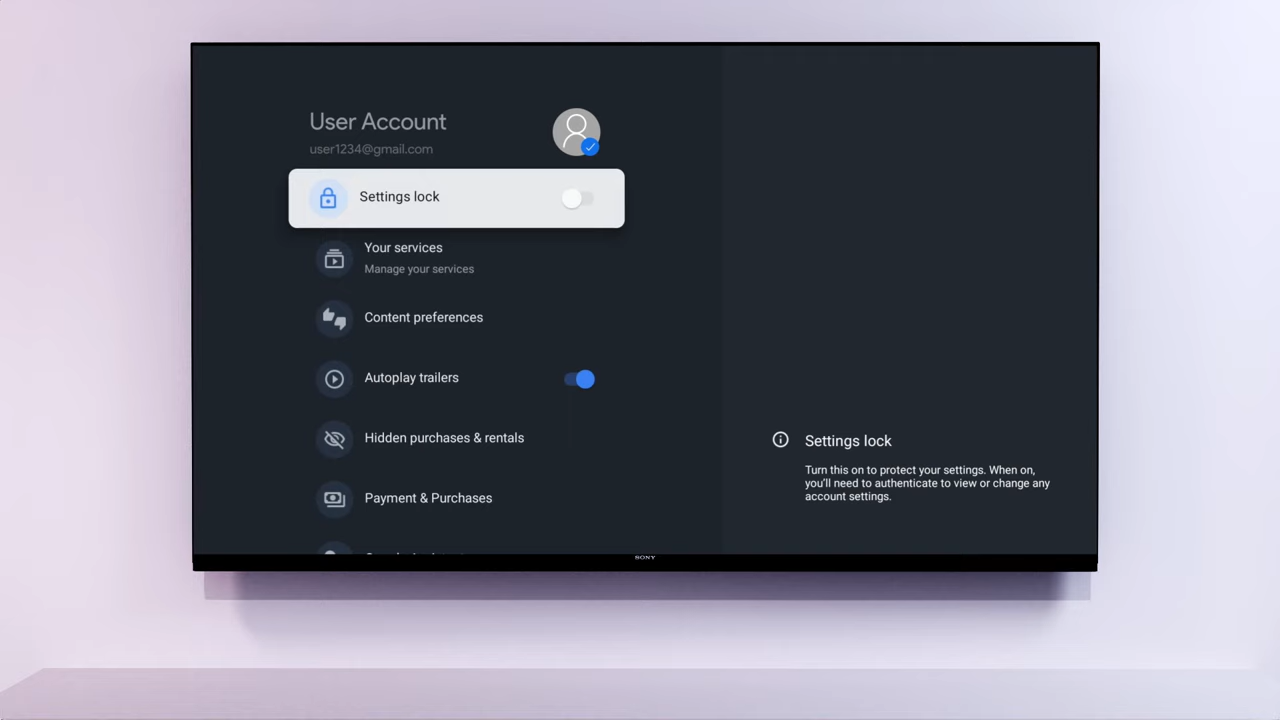 User Account
user1234@gmail.com
Settings lock
Your services
Manage your services
Content preferences
Autoplay trailers
Hidden purchases & rentals
Payment & Purchases
Settings lock
Turn this on to protect your settings. When on,
you'll need to authenticate to view or change any
account settings.
SONY